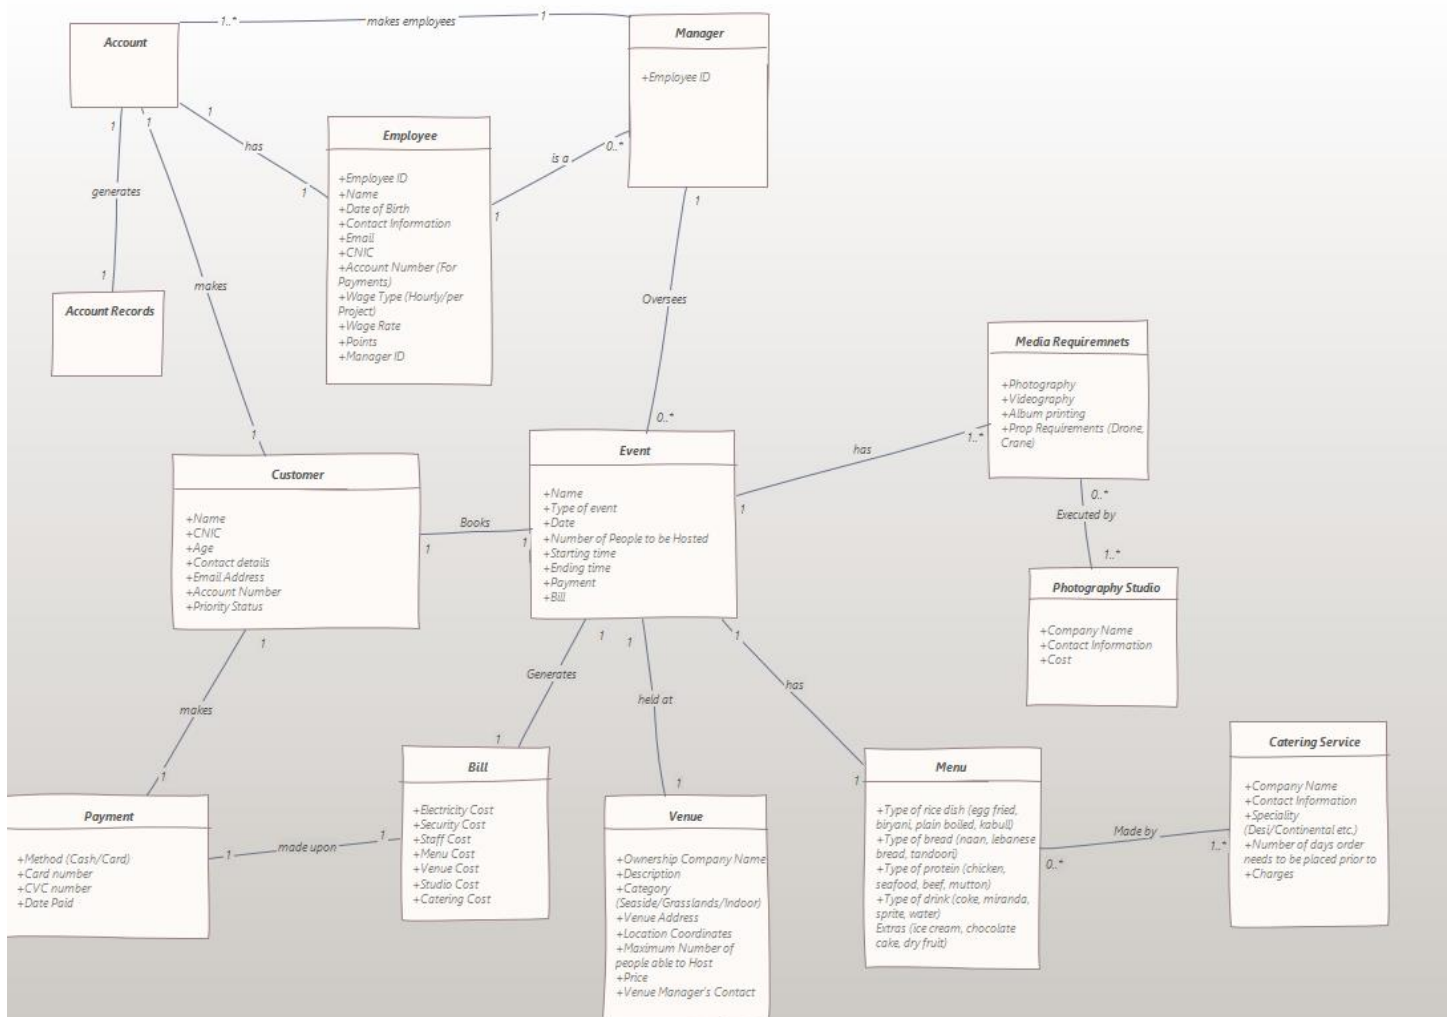 1..*
makes employees
1
Account
Manager
+Employee ID
1
1
1
has
Employee
is a
0..*
+Employee ID
+Name
+Date of Birth
+Contact Information
+Email
+CNIC
+Account Number (For
Payments)
+Wage Type (Hourly/per
Project)
+Wage Rate
+Points
+Manager ID
generates
1
1
1
1
makes
Account Records
Oversees
0..*
1
Media Requiremnets
+Photography
+Videography
+Album printing
+Prop Requirements (Drone,
Crane)
1..*
has
1
Customer
+Name
+CNIC
+Age
+Contact details
+Email Address
+Account Number
+Priority Status
Books
1
1
Event
+Name
+Type of event
+Date
+Number of People to be Hosted
+Starting time
+Ending time
+Payment
+Bill
0..*
Executed by
1..*
Photography Studio
+Company Name
+Contact Information
+Cost
1
1
1
1
Generates
held at
has
makes
1
1
1
1
Payment
+Method (Cash/Card)
+Card number
+CVC number
+Date Paid
1
made upon
1
Bill
+Electricity Cost
+Security Cost
+Staff Cost
+Menu Cost
+Venue Cost
+Studio Cost
+Catering Cost
Venue
+Ownership Company Name
+Description
+Category
(Seaside/Grasslands/Indoor)
+Venue Address
+Location Coordinates
+Maximum Number of
people able to Host
+Price
+Venue Manager's Contact
Menu
+Type of rice dish (egg fried,
biryani, plain boiled, kabull)
+Type of bread (naan, lebanese
bread, tandoori)
+Type of protein (chicken,
seafood, beef, mutton)
+Type of drink (coke, miranda,
sprite, water)
Extras (ice cream, chocolate
cake, dry fruit)
0..*
Made by
1..*
Catering Service
+Company Name
+Contact Information
+Speciality
(Desi/Continental etc.)
+Number of days order
needs to be placed prior to
+Charges